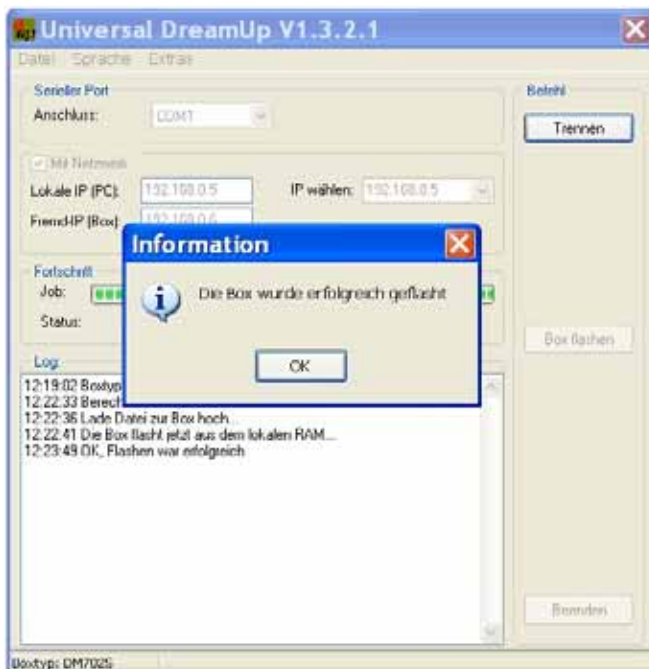 Universal DreamUp V1.3.2.1
Datei Sprache Extras
Serieller Port
Anschluss: COM1
Mit Netzwerk
Lokale IP (PC): 192.168.0.5 IP wählen: 192.168.0.5
Fremd-IP (Box): 192.168.0.6
Fortschritt
Job:
Status:
Befehl
Trennen
Box flashen
Beenden
Information
Die Box wurde erfolgreich geflasht
OK
Log:
12:19:02 Boxtyp
12:22:33 Berech
12:22:36 Lade Datei zur Box hoch...
12:22:41 Die Box flasht jetzt aus dem lokalen RAM...
12:23:49 OK, Flashen war erfolgreich
Boxtyp: DM7025